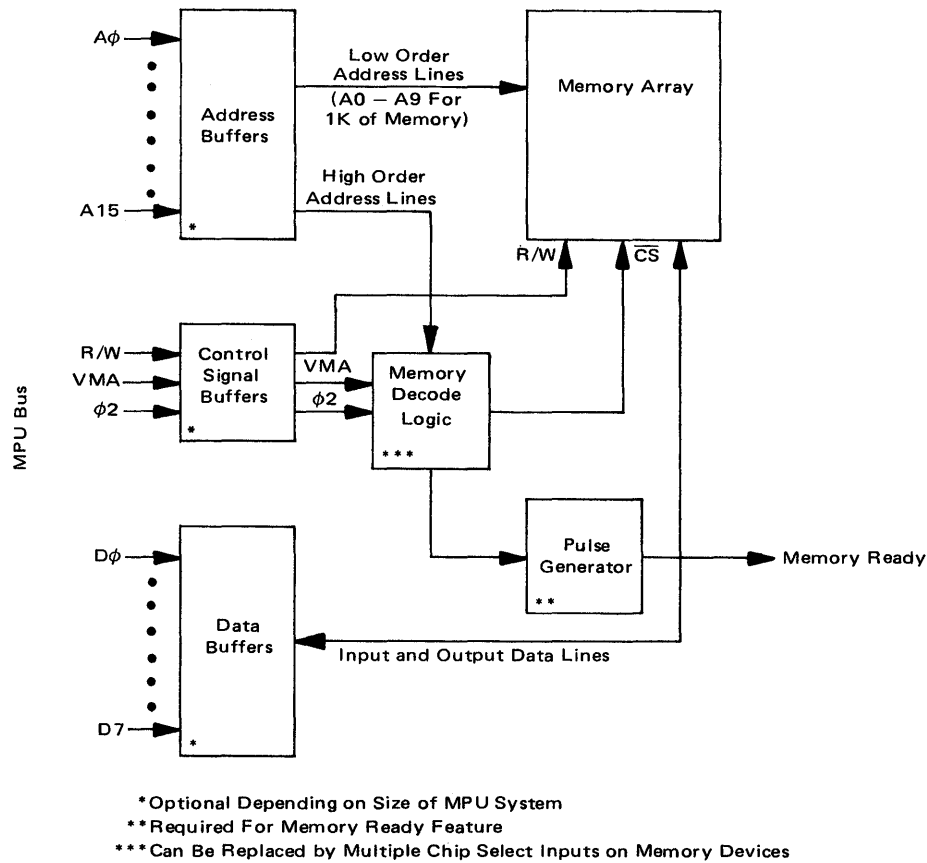 Aϕ
Low Order
Address Lines
(A0 – A9 For
1K of Memory)
Memory Array
Address
Buffers
High Order
Address Lines
A15
*
R/W
C̅S̅
R/W
VMA
ϕ2
Control
Signal
Buffers
*
VMA
ϕ2
Memory
Decode
Logic
***
MPU Bus
Dϕ
Pulse
Generator
**
Memory Ready
Data
Buffers
Input and Output Data Lines
D7
*
*Optional Depending on Size of MPU System
**Required For Memory Ready Feature
***Can Be Replaced by Multiple Chip Select Inputs on Memory Devices